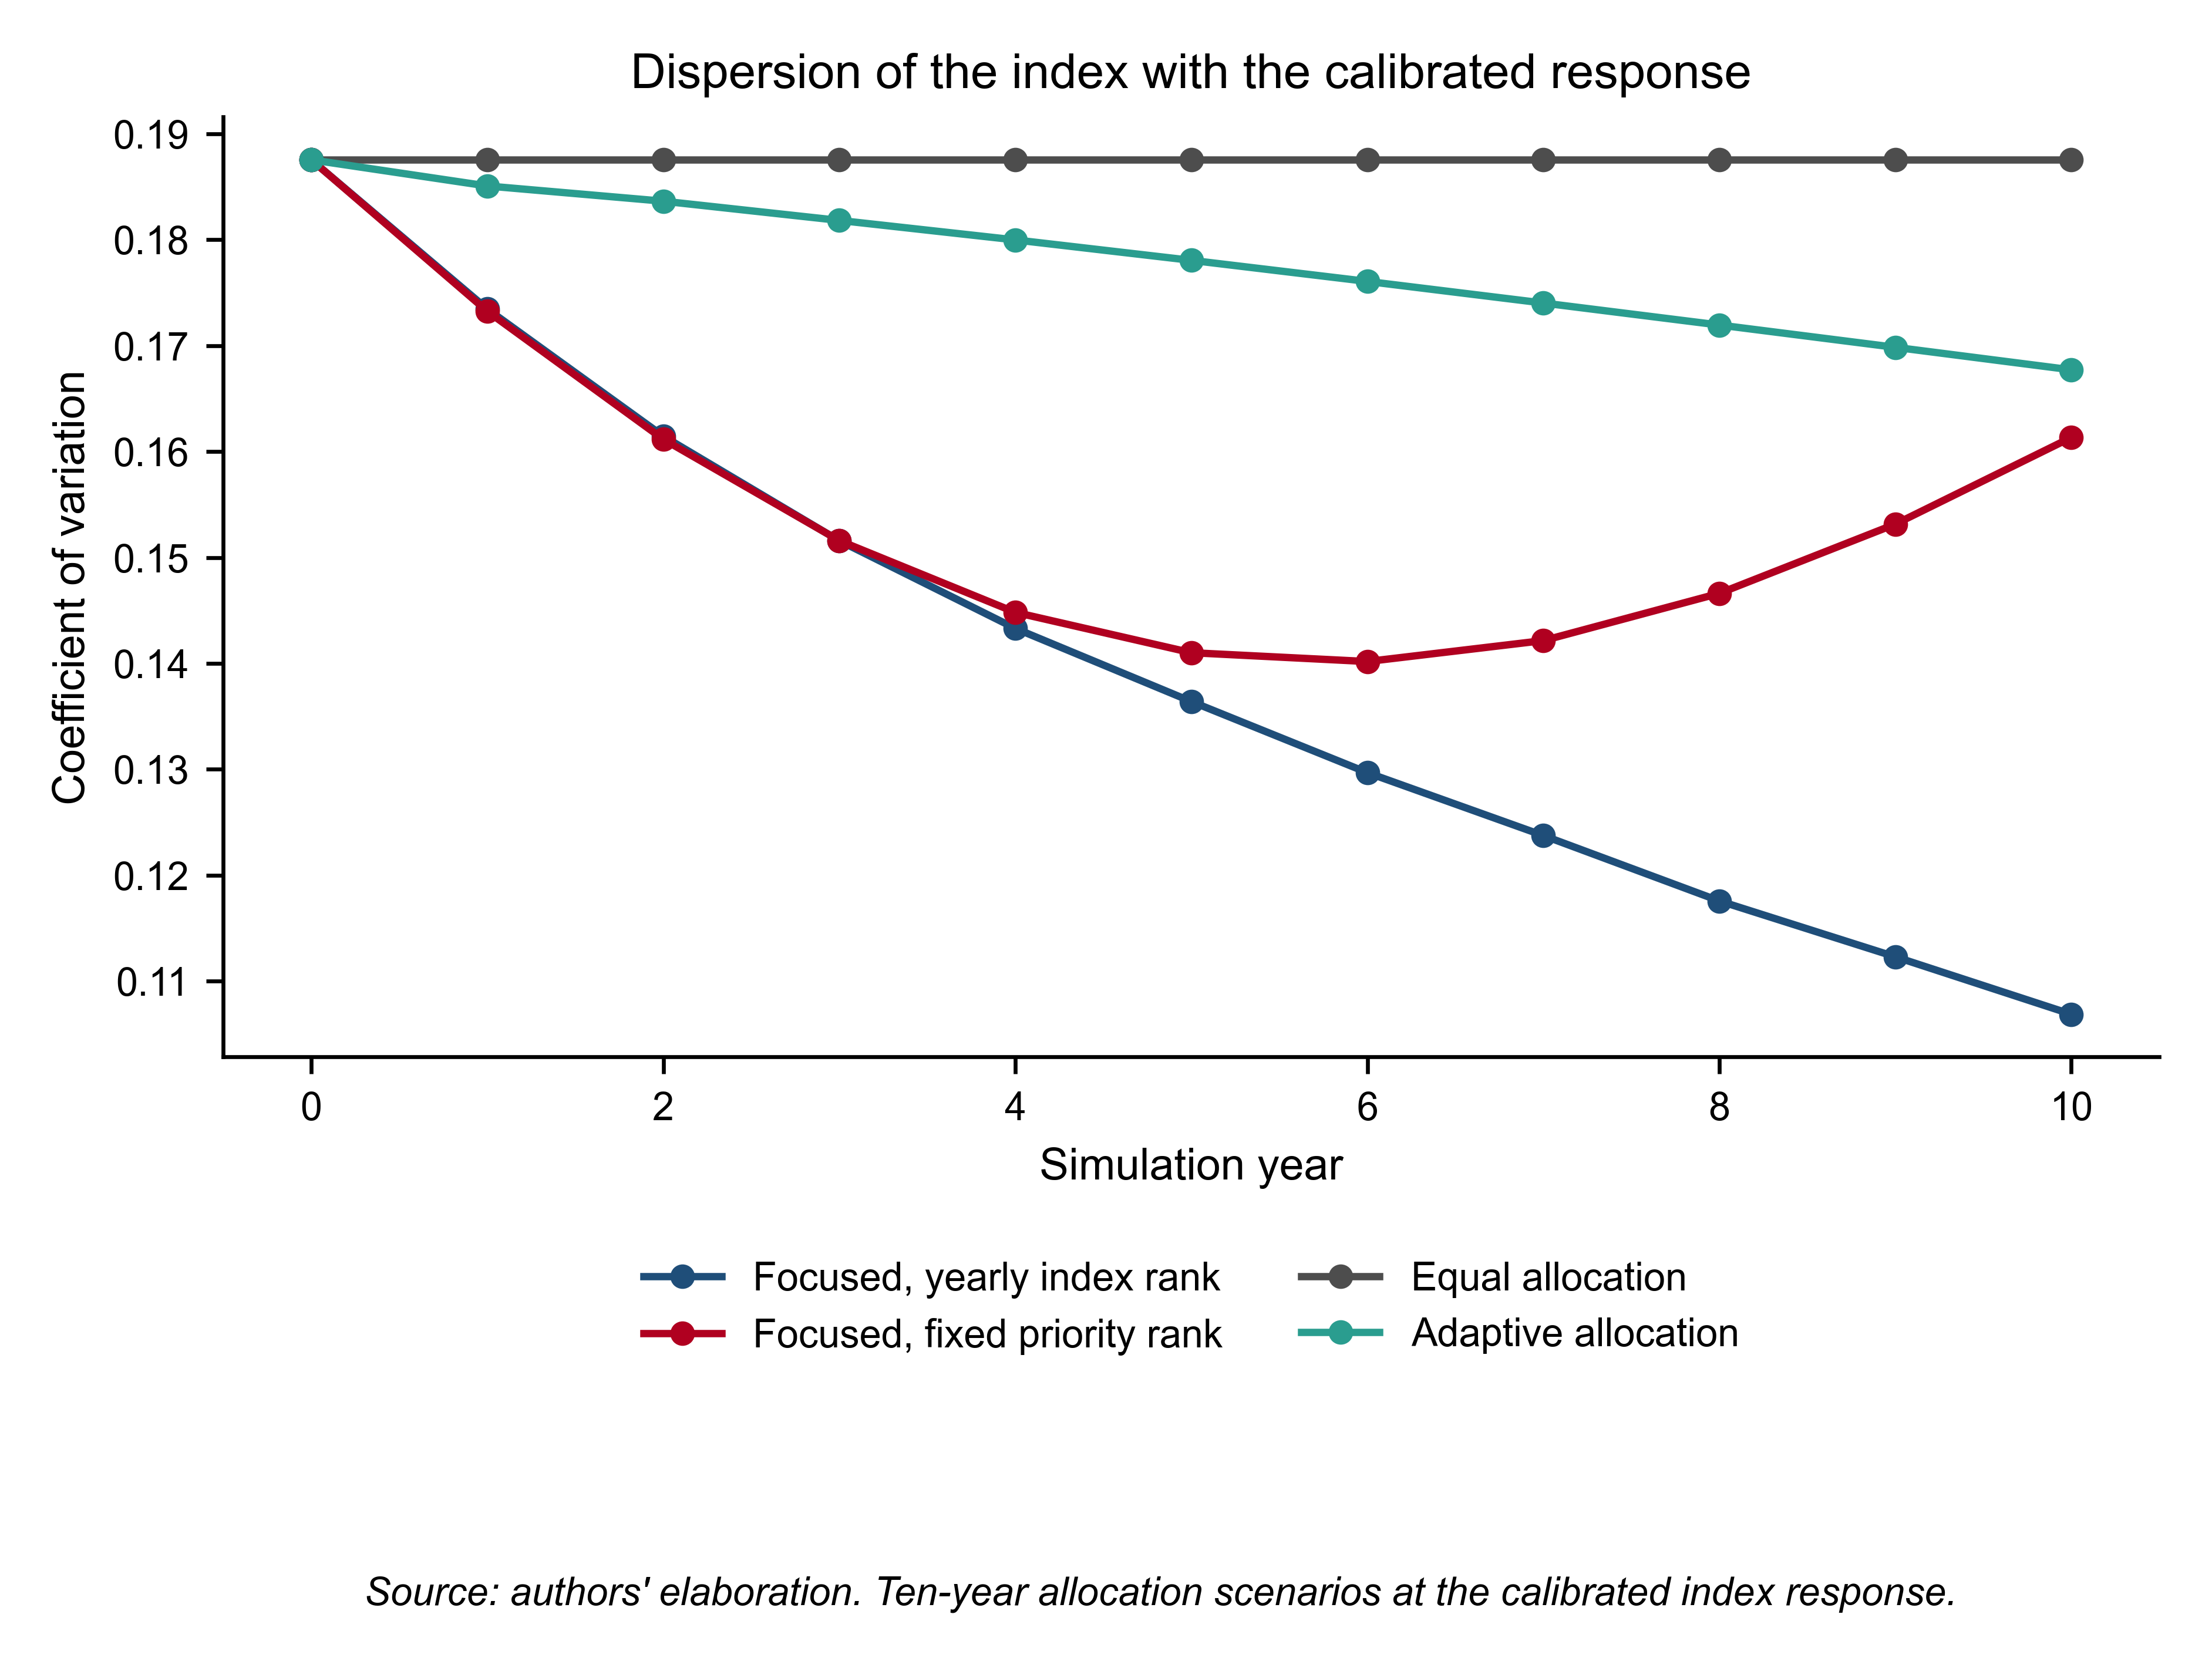 Dispersion of the index with the calibrated response
Coefficient of variation
0.19
0.18
0.17
0.16
0.15
0.14
0.13
0.12
0.11
0 2 4 6 8 10
Simulation year
Focused, yearly index rank
Focused, fixed priority rank
Equal allocation
Adaptive allocation
Source: authors' elaboration. Ten-year allocation scenarios at the calibrated index response.